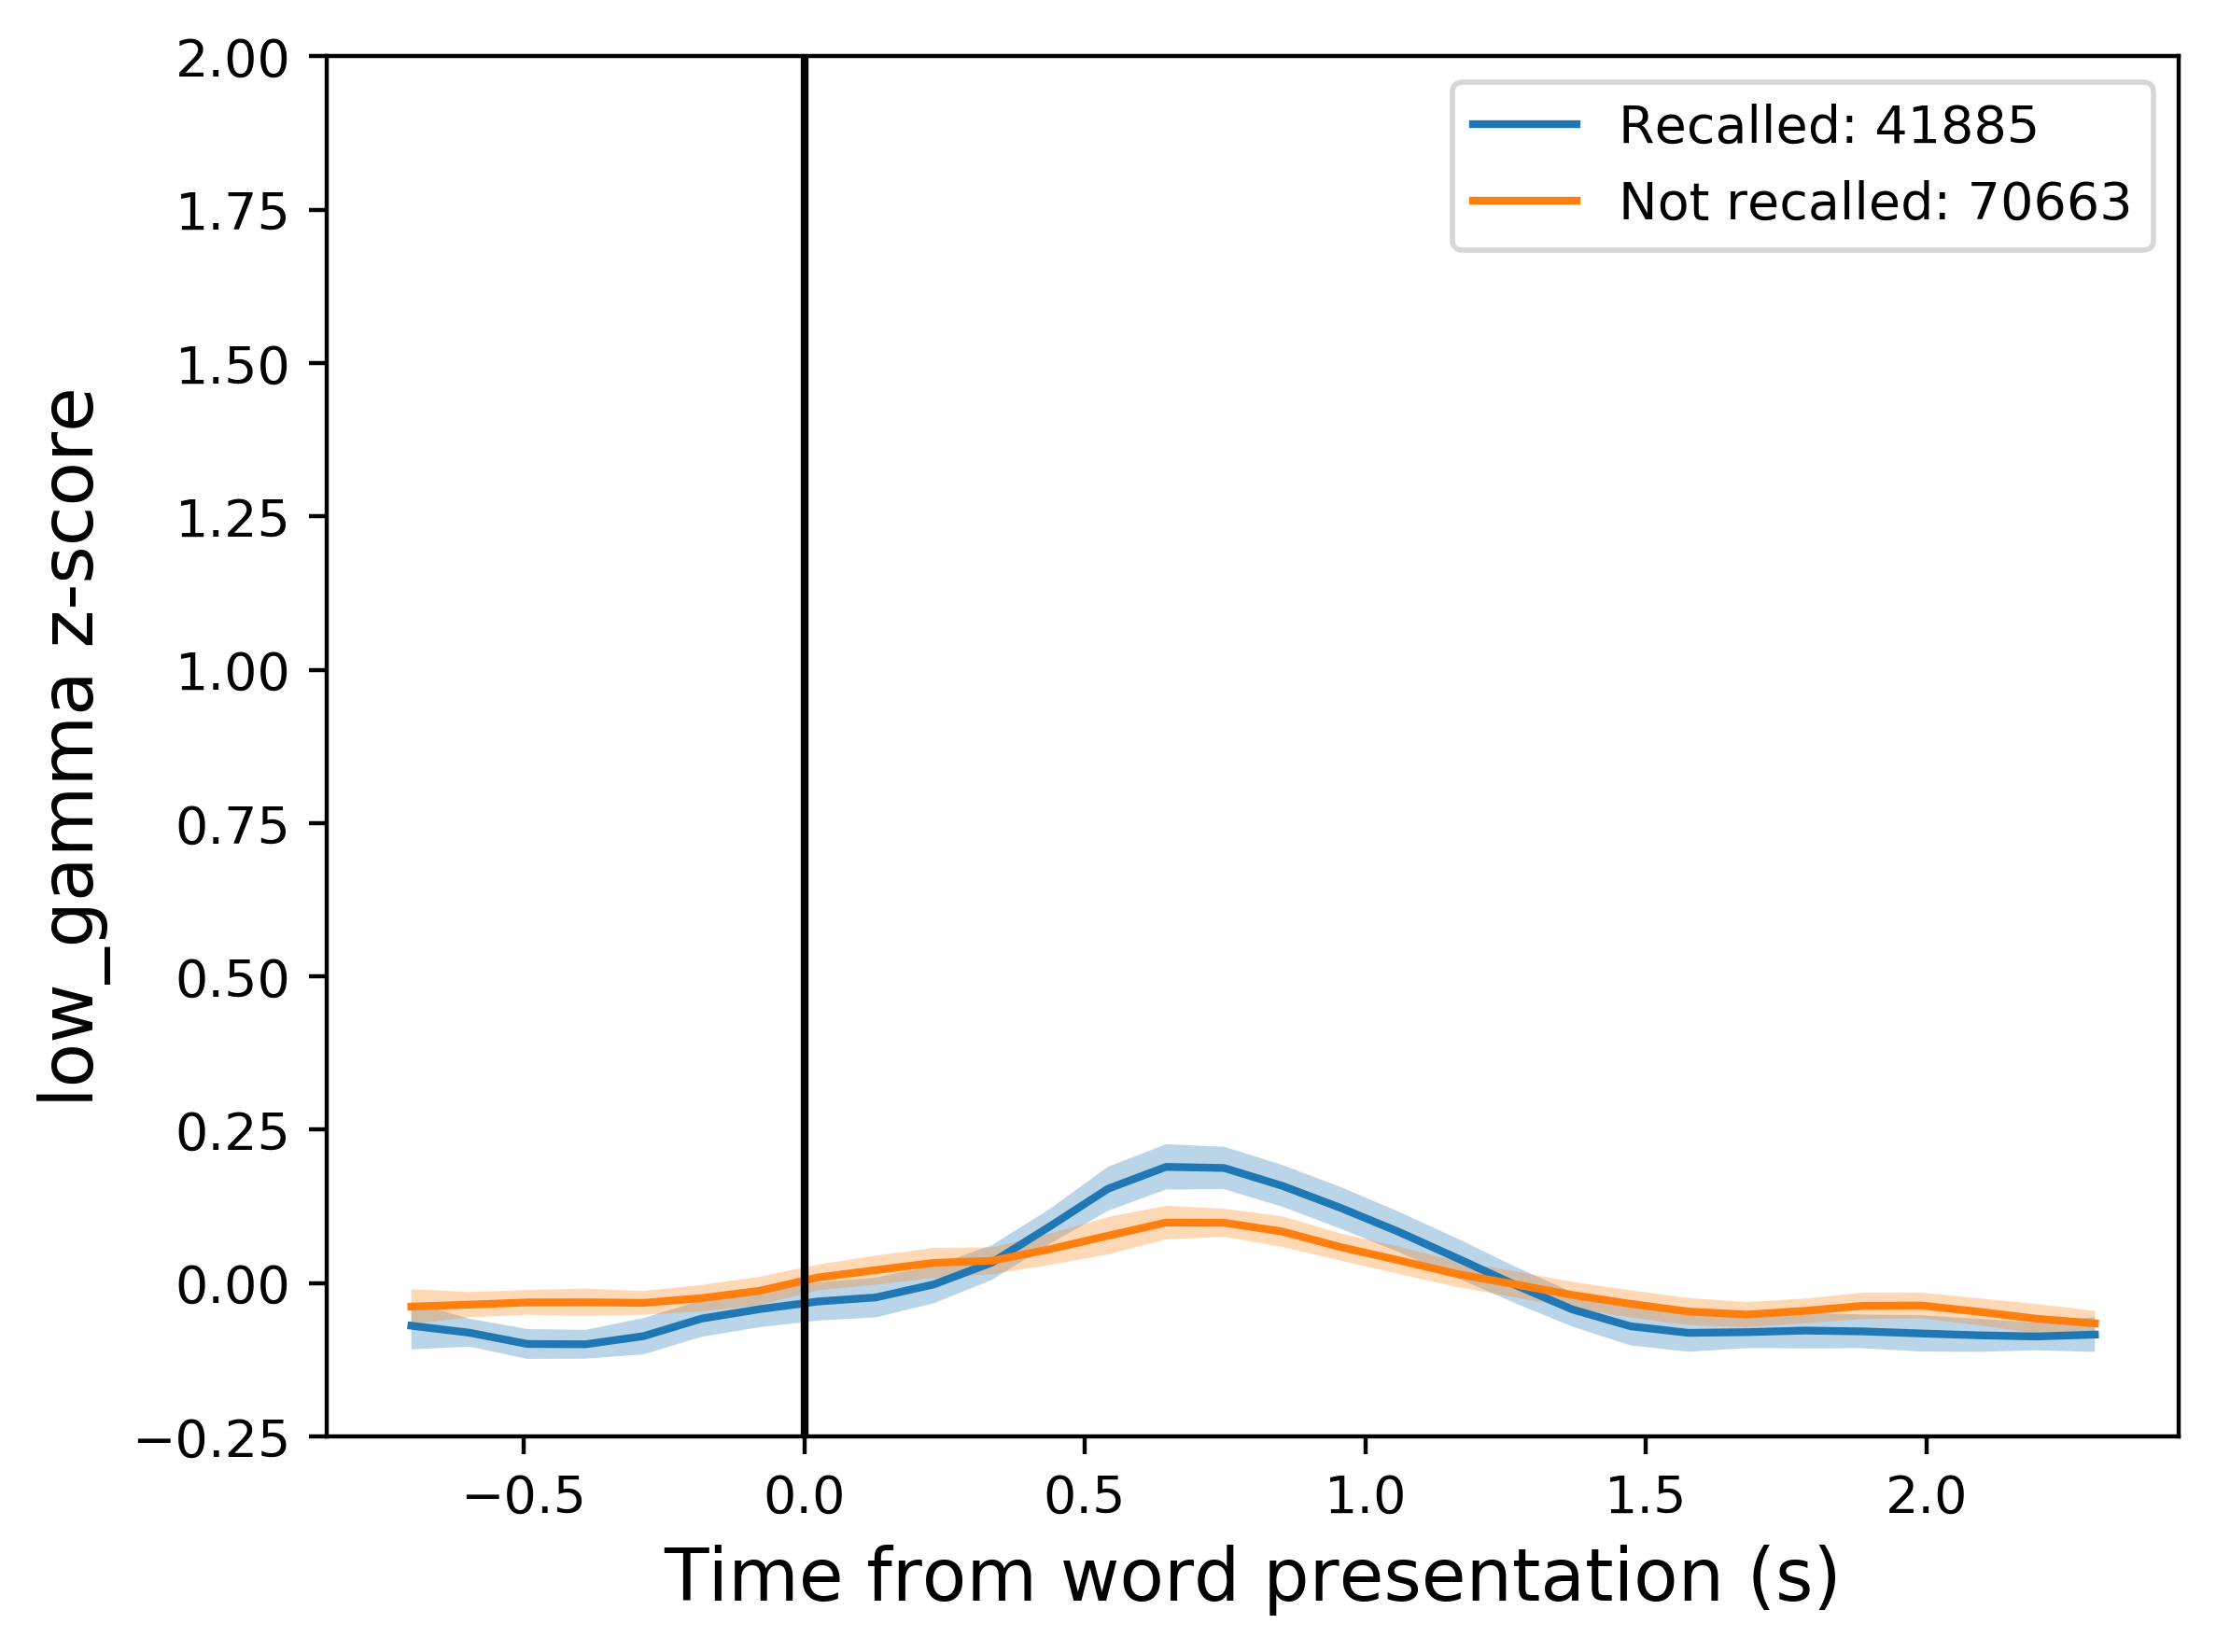 2.00
1.75
1.50
1.25
1.00
0.75
0.50
0.25
0.00
−0.25
low_gamma z-score
Recalled: 41885
Not recalled: 70663
−0.5 0.0 0.5 1.0 1.5 2.0
Time from word presentation (s)